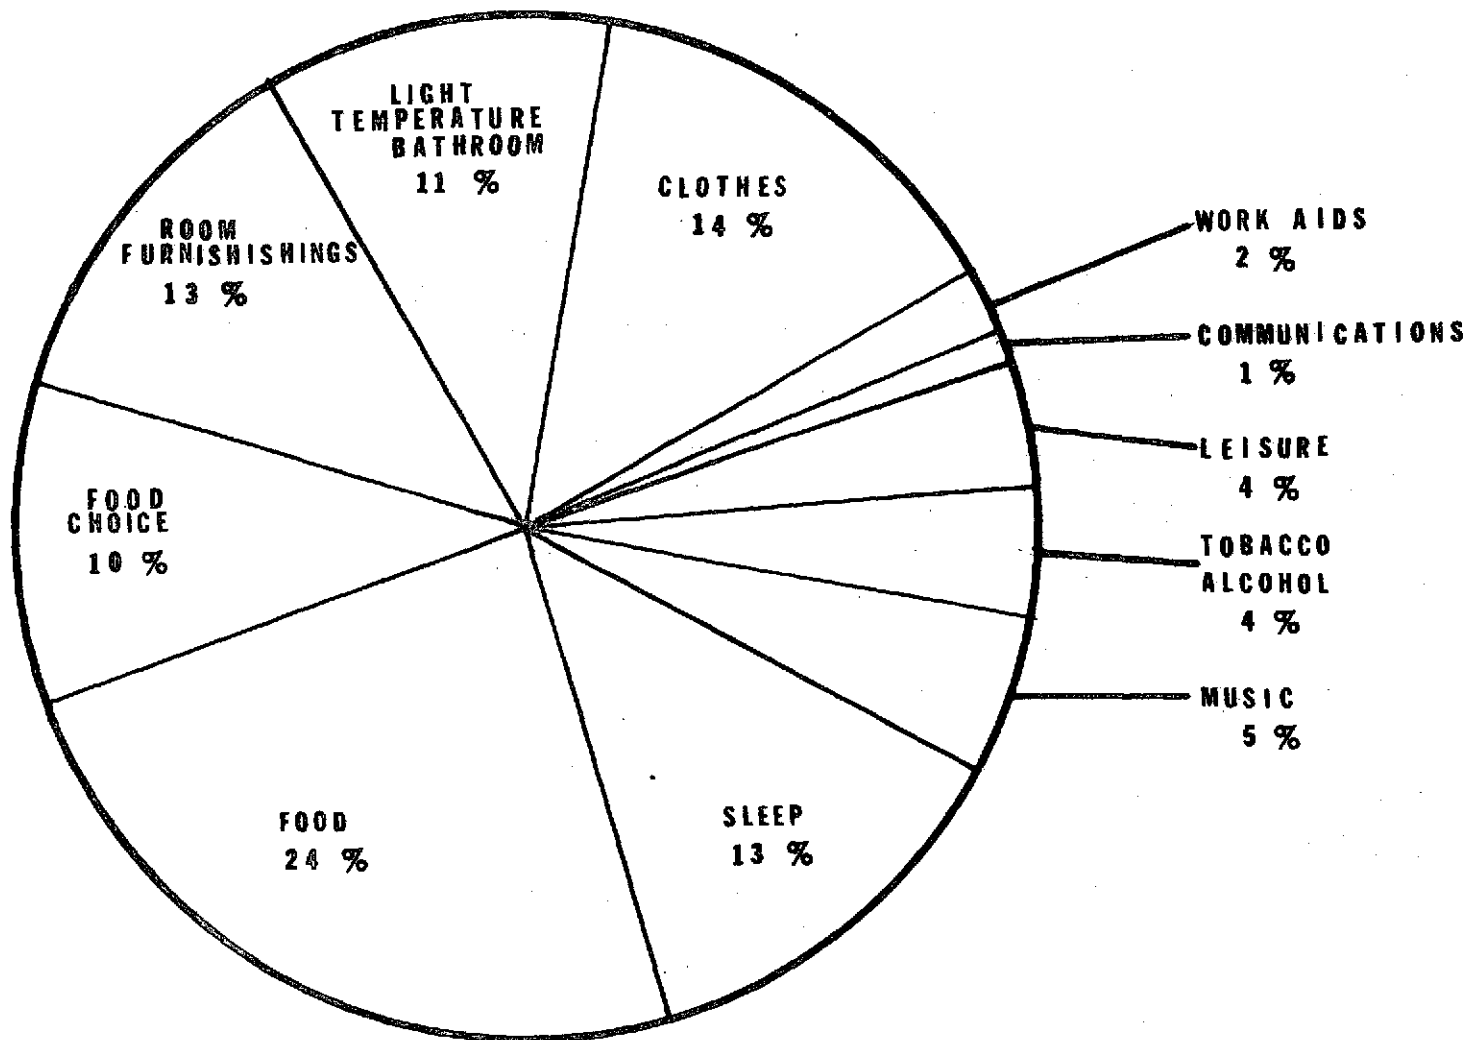 LIGHT
TEMPERATURE
BATHROOM
11 %
CLOTHES
14 %
WORK AIDS
2 %
COMMUNICATIONS
1 %
LEISURE
4 %
TOBACCO
ALCOHOL
4 %
MUSIC
5 %
SLEEP
13 %
FOOD
24 %
FOOD
CHOICE
10 %
ROOM
FURNISHISHINGS
13 %